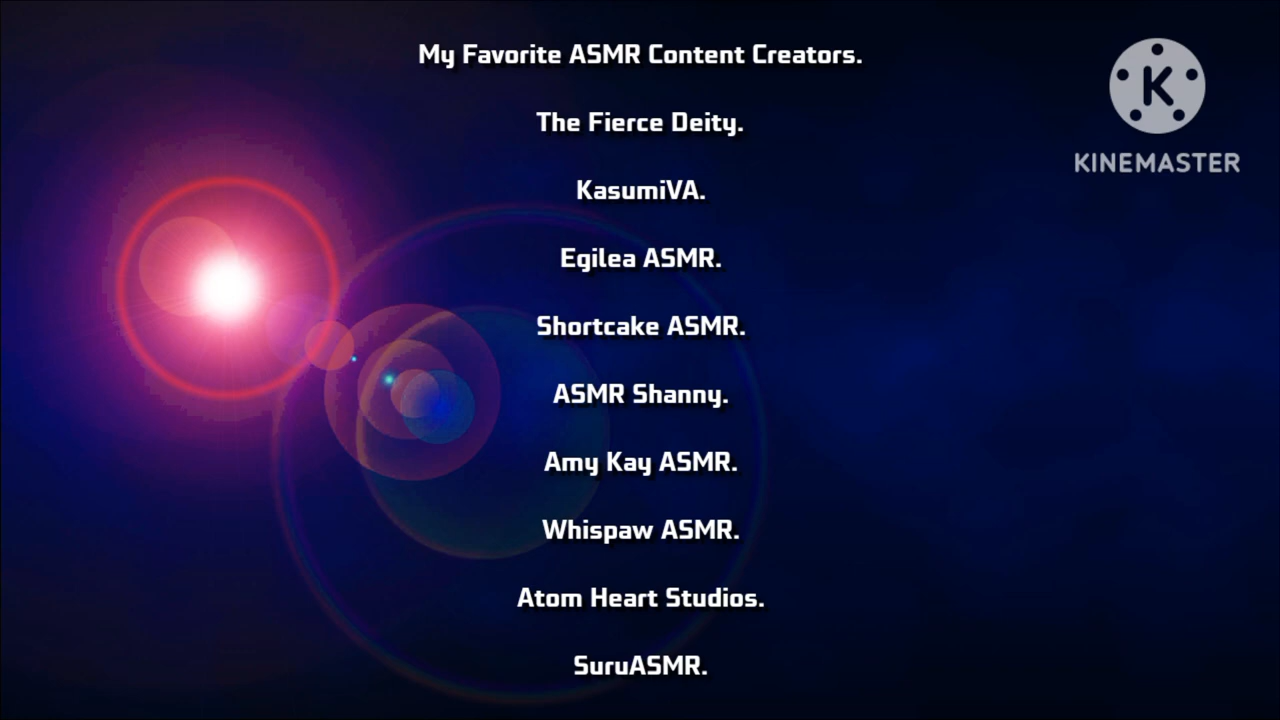 My Favorite ASMR Content Creators.
The Fierce Deity.
KasumiVA.
Egilea ASMR.
Shortcake ASMR.
ASMR Shanny.
Amy Kay ASMR.
Whispaw ASMR.
Atom Heart Studios.
SuruASMR.
K
KINEMASTER